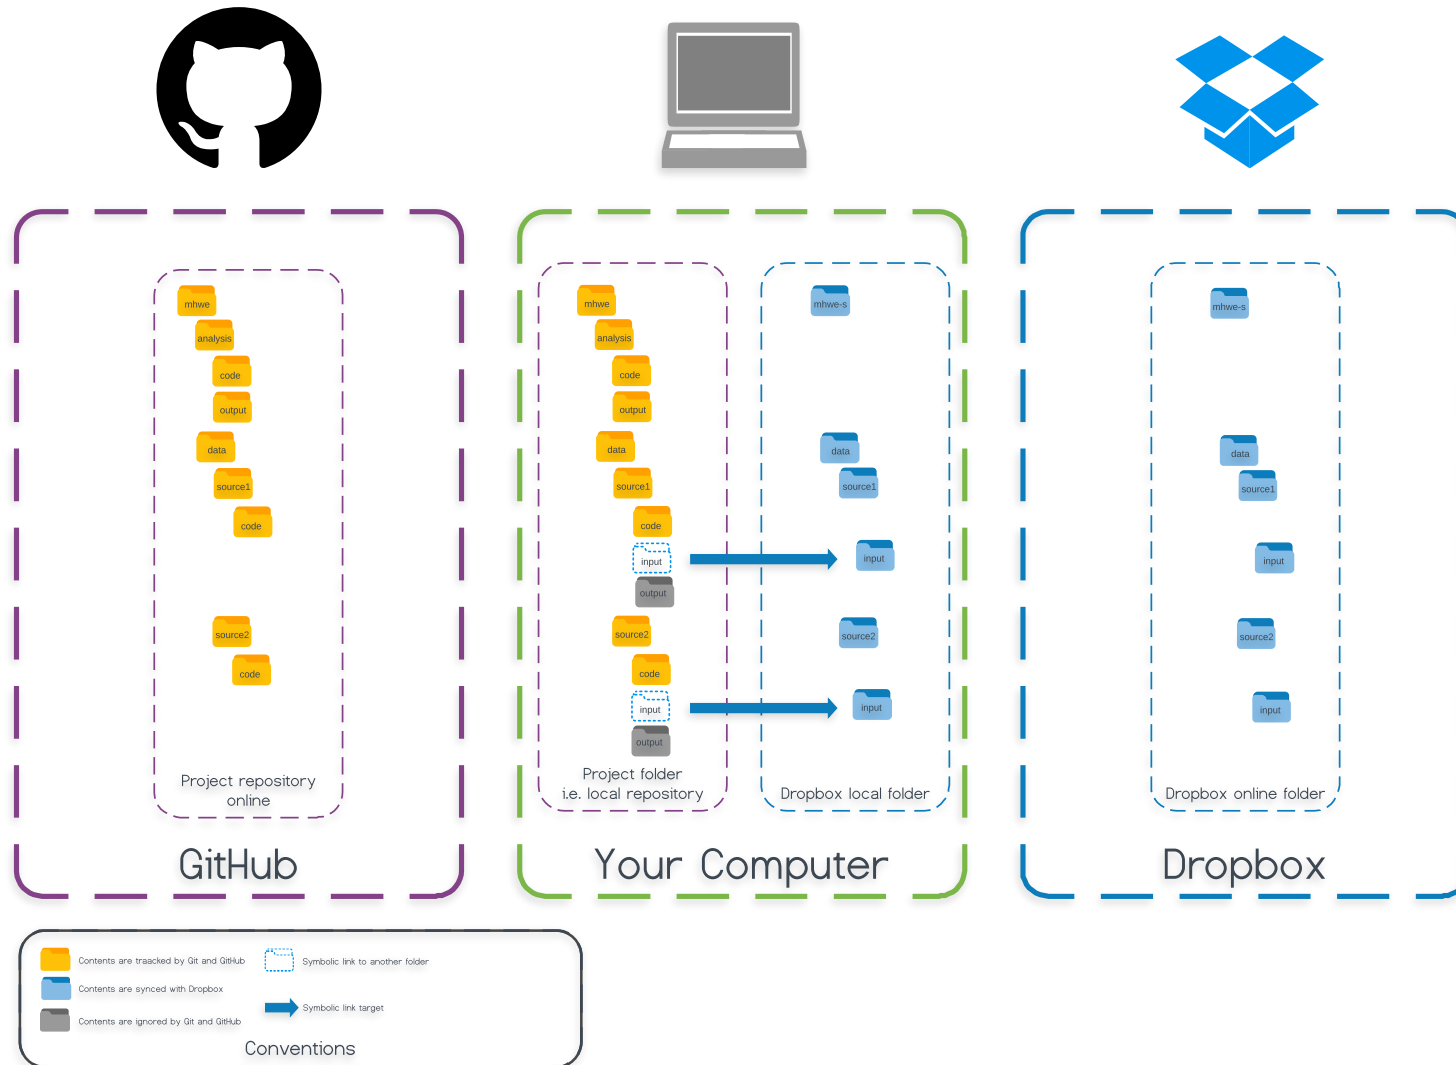 mhwe
analysis
code
output
data
source1
code
source2
code
Project repository
online
GitHub
mhwe
analysis
code
output
data
source1
code
input
output
source2
code
input
output
Project folder
i.e. local repository
mhwe-s
data
source1
input
source2
input
Dropbox local folder
Your Computer
mhwe-s
data
source1
input
source2
input
Dropbox online folder
Dropbox
Contents are traacked by Git and GitHub
Contents are synced with Dropbox
Contents are ignored by Git and GitHub
Symbolic link to another folder
Symbolic link target
Conventions